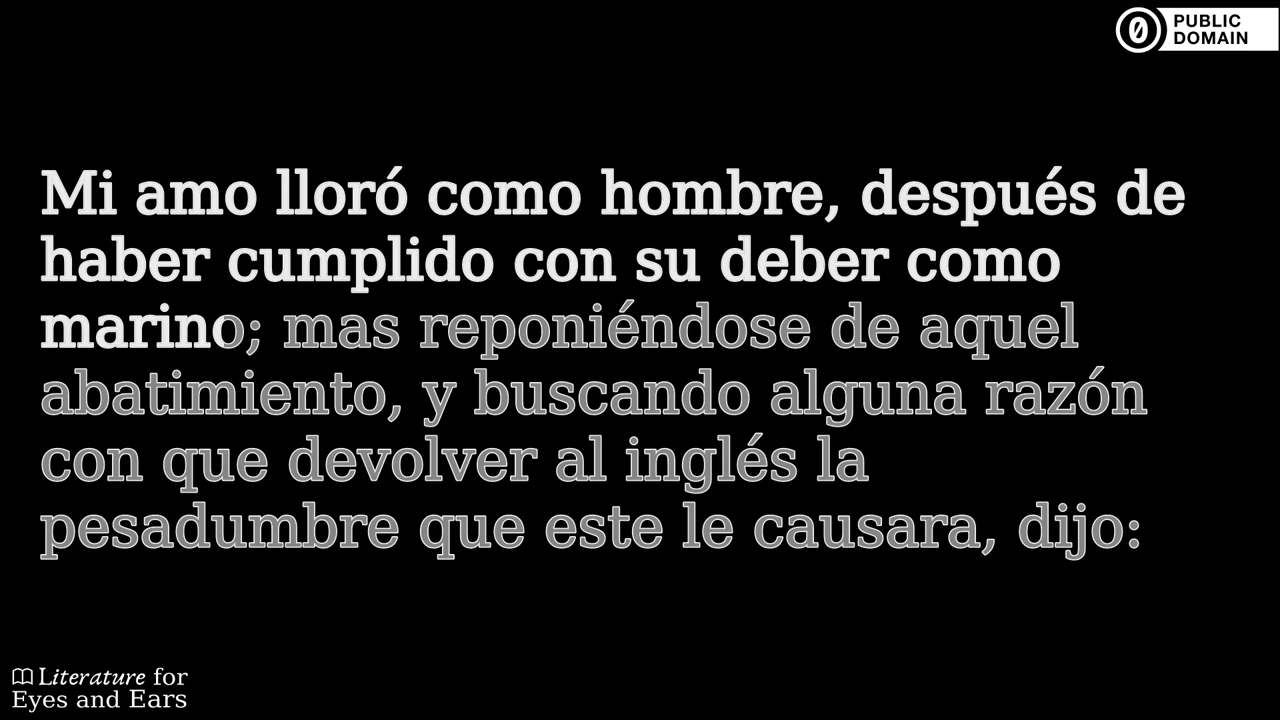 PUBLIC
DOMAIN
Mi amo lloró como hombre, después de
haber cumplido con su deber como
marino; mas reponiéndose de aquel
abatimiento, y buscando alguna razón
con que devolver al inglés la
pesadumbre que este le causara, dijo:
Literature for
Eyes and Ears